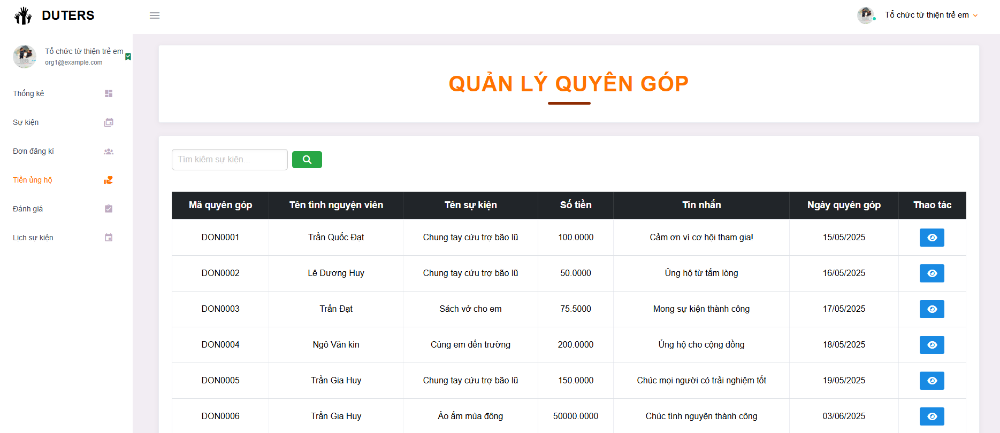 DUTERS
Tổ chức từ thiện trẻ em
Tổ chức từ thiện trẻ em
org1@example.com
Thống kê
Sự kiện
Đơn đăng kí
Tiền ủng hộ
Đánh giá
Lịch sự kiện
QUẢN LÝ QUYÊN GÓP
Tìm kiếm sự kiện...
Mã quyên góp Tên tình nguyện viên Tên sự kiện Số tiền Tin nhắn Ngày quyên góp Thao tác
DON0001 Trần Quốc Đạt Chung tay cứu trợ bão lũ 100.0000 Cảm ơn vì cơ hội tham gia! 15/05/2025
DON0002 Lê Dương Huy Chung tay cứu trợ bão lũ 50.0000 Ủng hộ từ tấm lòng 16/05/2025
DON0003 Trần Đạt Sách vở cho em 75.5000 Mong sự kiện thành công 17/05/2025
DON0004 Ngô Văn kin Cùng em đến trường 200.0000 Ủng hộ cho cộng đồng 18/05/2025
DON0005 Trần Gia Huy Chung tay cứu trợ bão lũ 150.0000 Chúc mọi người có trải nghiệm tốt 19/05/2025
DON0006 Trần Gia Huy Áo ấm mùa đông 50000.0000 Chúc tình nguyện thành công 03/06/2025